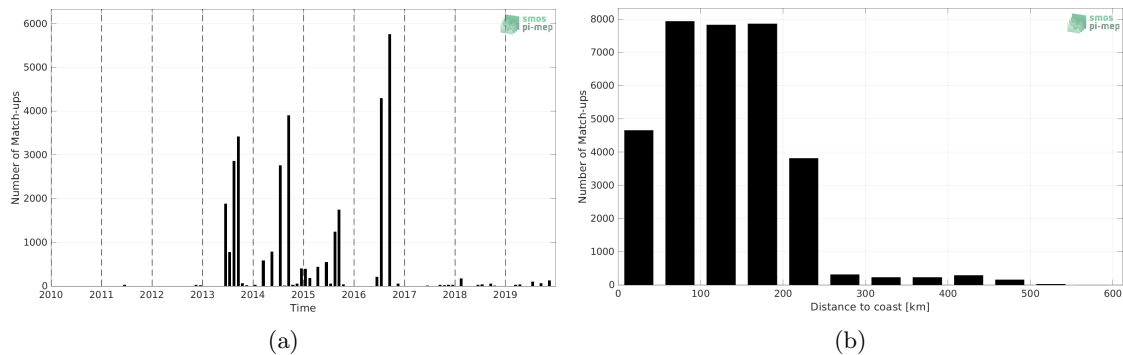 6000
5000
4000
3000
2000
1000
0
Number of Match-ups
2010 2011 2012 2013 2014 2015 2016 2017 2018 2019
Time
smos
pi-mep
(a)
8000
7000
6000
5000
4000
3000
2000
1000
0
Number of Match-ups
0 100 200 300 400 500 600
Distance to coast [km]
smos
pi-mep
(b)